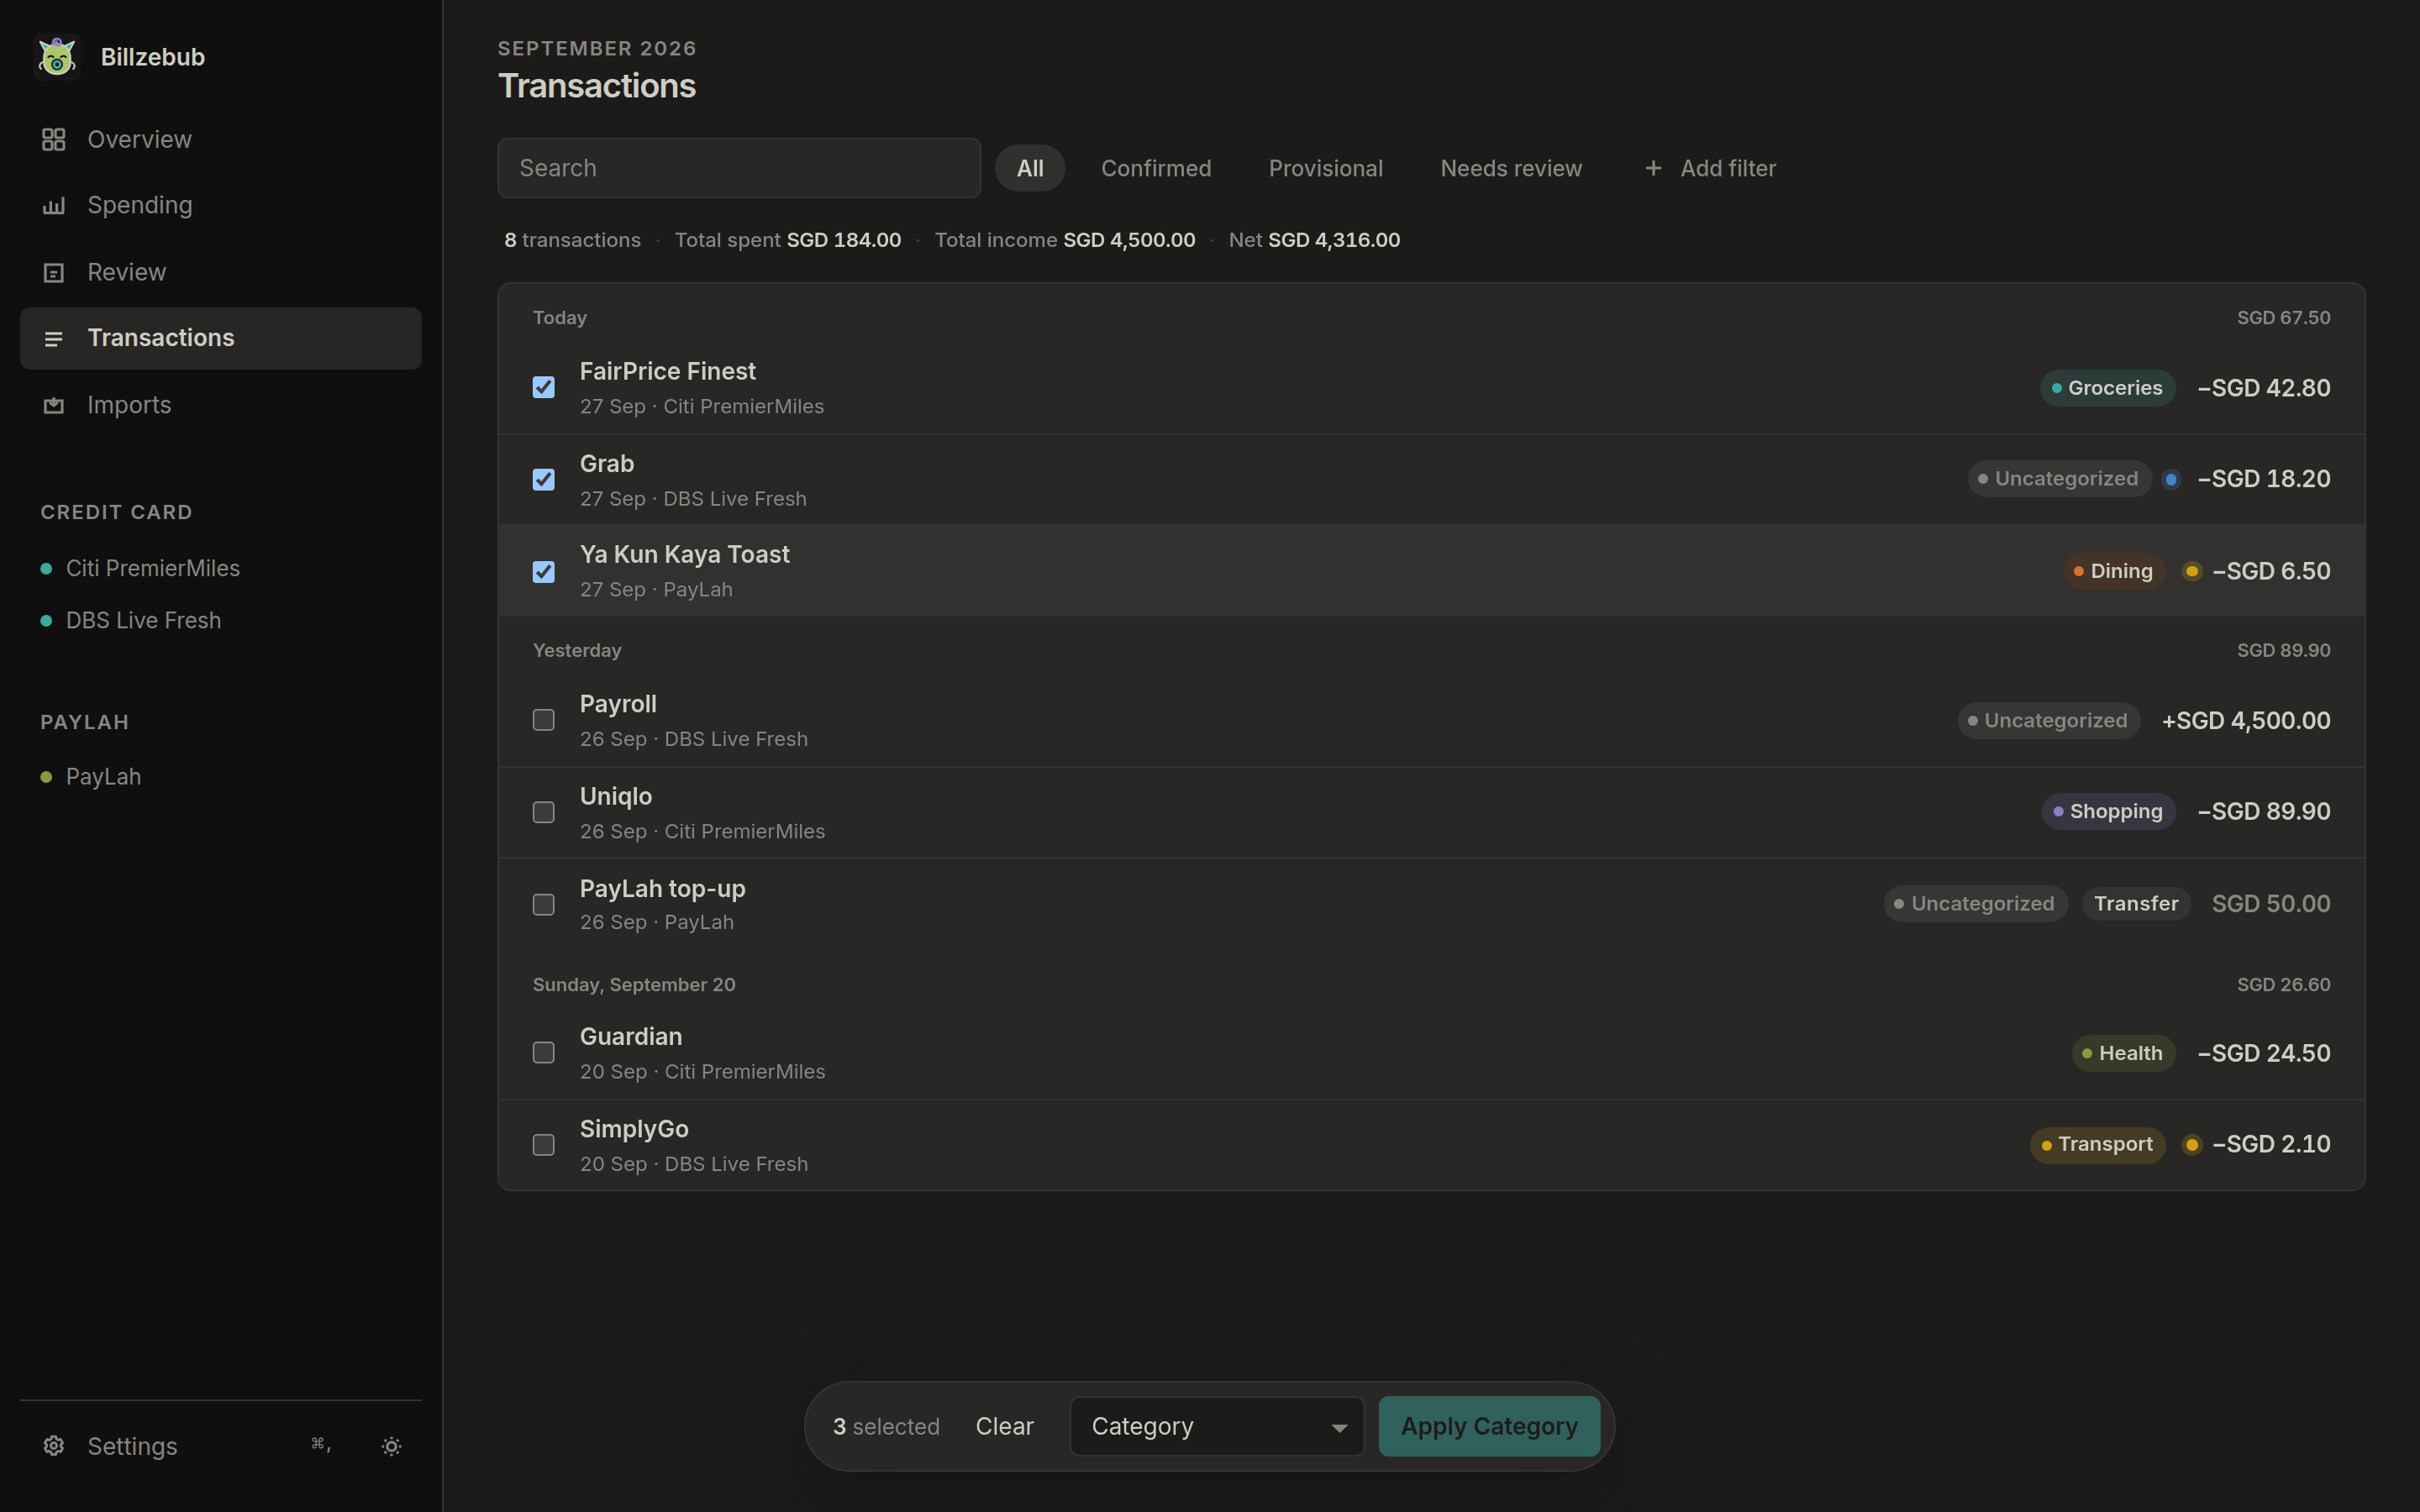 Billzebub
Overview
Spending
Review
Transactions
Imports
CREDIT CARD
Citi PremierMiles
DBS Live Fresh
PAYLAH
PayLah
Settings ⌘,
SEPTEMBER 2026
Transactions
Search All Confirmed Provisional Needs review + Add filter
8 transactions · Total spent SGD 184.00 · Total income SGD 4,500.00 · Net SGD 4,316.00
Today SGD 67.50
FairPrice Finest
27 Sep · Citi PremierMiles
Groceries −SGD 42.80
Grab
27 Sep · DBS Live Fresh
Uncategorized −SGD 18.20
Ya Kun Kaya Toast
27 Sep · PayLah
Dining −SGD 6.50
Yesterday SGD 89.90
Payroll
26 Sep · DBS Live Fresh
Uncategorized +SGD 4,500.00
Uniqlo
26 Sep · Citi PremierMiles
Shopping −SGD 89.90
PayLah top-up
26 Sep · PayLah
Uncategorized Transfer SGD 50.00
Sunday, September 20 SGD 26.60
Guardian
20 Sep · Citi PremierMiles
Health −SGD 24.50
SimplyGo
20 Sep · DBS Live Fresh
Transport −SGD 2.10
3 selected Clear Category Apply Category